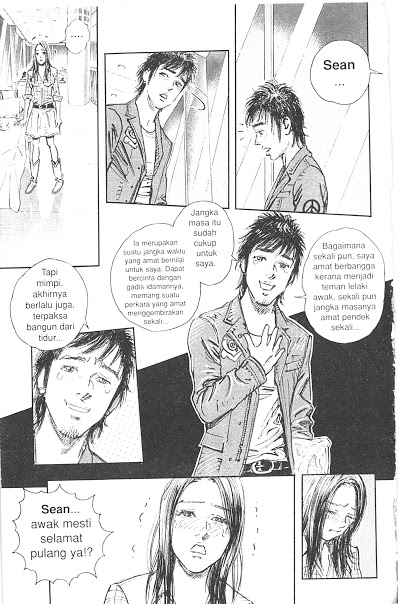 Sean
...
....
Bagaimana
sekali pun, saya
amat berbangga
kerana menjadi
teman lelaki
awak, sekali pun
jangka masanya
amat pendek
sekali...
Jangka
masa itu
sudah
cukup
untuk
saya.
Ia merupakan
suatu jangka waktu
yang amat bernilai
untuk saya. Dapat
bercinta dengan
gadis idamannya,
memang suatu
perkara yang amat
menggembirakan
sekali...
Tapi
mimpi,
akhirnya
berlalu juga,
terpaksa
bangun dari
tidur...
Sean...
awak mesti
selamat
pulang ya!?